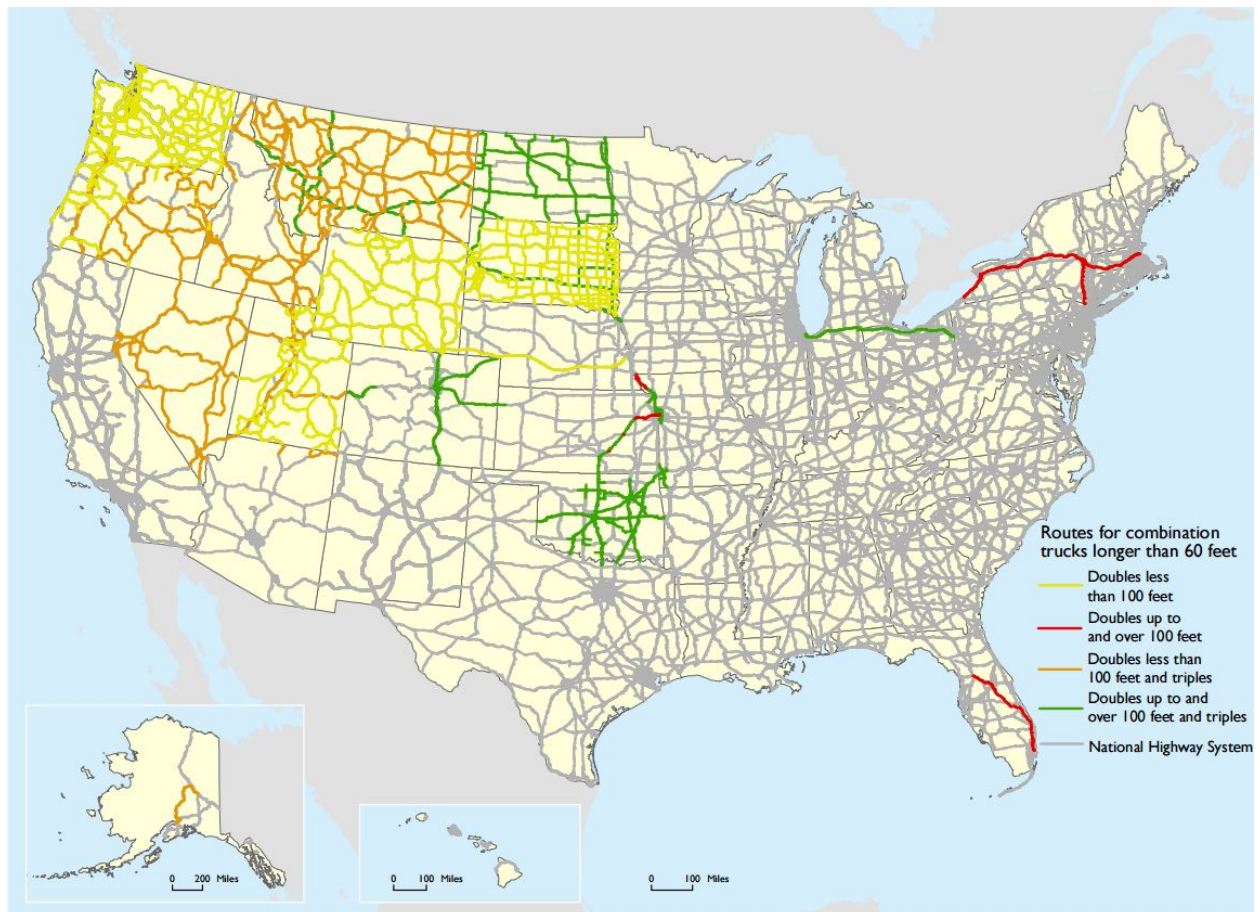 Routes for combination
trucks longer than 60 feet
Doubles less
than 100 feet
Doubles up to
and over 100 feet
Doubles less than
100 feet and triples
Doubles up to and
over 100 feet and triples
National Highway System
0 200 Miles
0 100 Miles
0 100 Miles